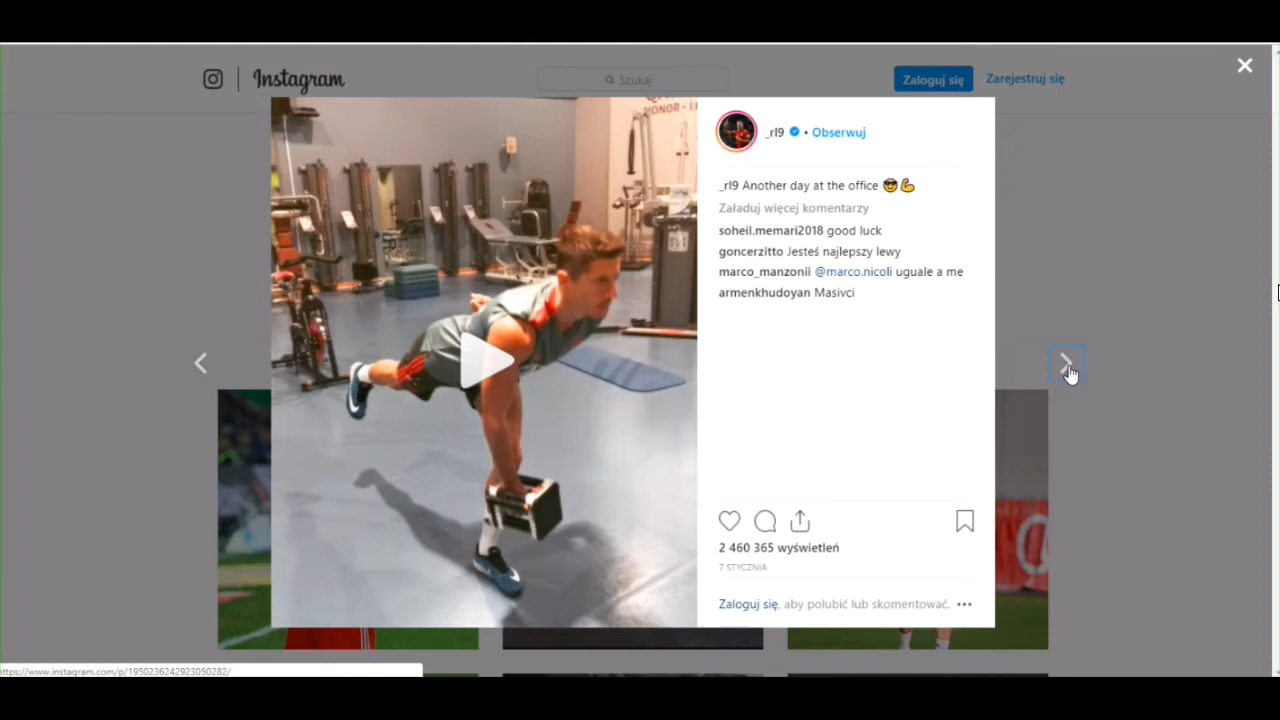 Instagram
Szukaj
Zaloguj się
Zarejestruj się
HONOR
_rl9 • Obserwuj
_rl9 Another day at the office 😎💪
Załaduj więcej komentarzy
soheil.memari2018 good luck
goncerzitto Jesteś najlepszy lewy
marco_manzonii @marco.nicoli uguale a me
armenkhudoyan Masivci
2 460 365 wyświetleń
7 STYCZNIA
Zaloguj się, aby polubić lub skomentować.
https://www.instagram.com/p/1950236242923050282/